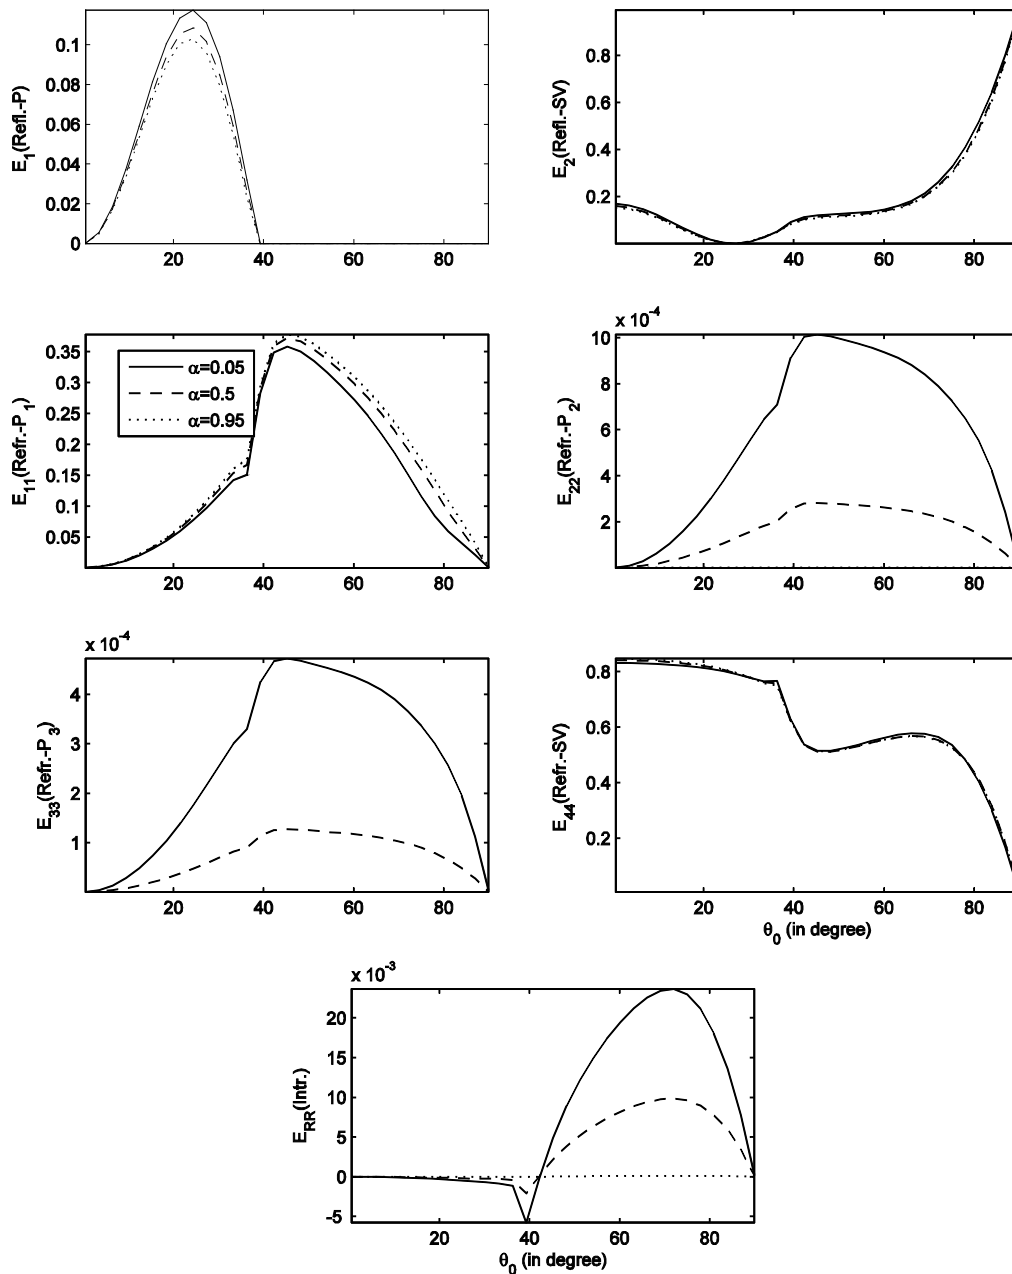 E1(Refl.-P)
0.1
0.08
0.06
0.04
0.02
0
20 40 60 80
E2(Refl.-SV)
0.8
0.6
0.4
0.2
20 40 60 80
E11(Refr.-P1)
0.35
0.3
0.25
0.2
0.15
0.1
0.05
20 40 60 80
α=0.05
α=0.5
α=0.95
x 10-4
E22(Refr.-P2)
10
8
6
4
2
20 40 60 80
x 10-4
E33(Refr.-P3)
4
3
2
1
20 40 60 80
E44(Refr.-SV)
0.8
0.6
0.4
0.2
20 40 60 80
θ0 (in degree)
x 10-3
ERR(Intr.)
20
15
10
5
0
-5
20 40 60 80
θ0 (in degree)